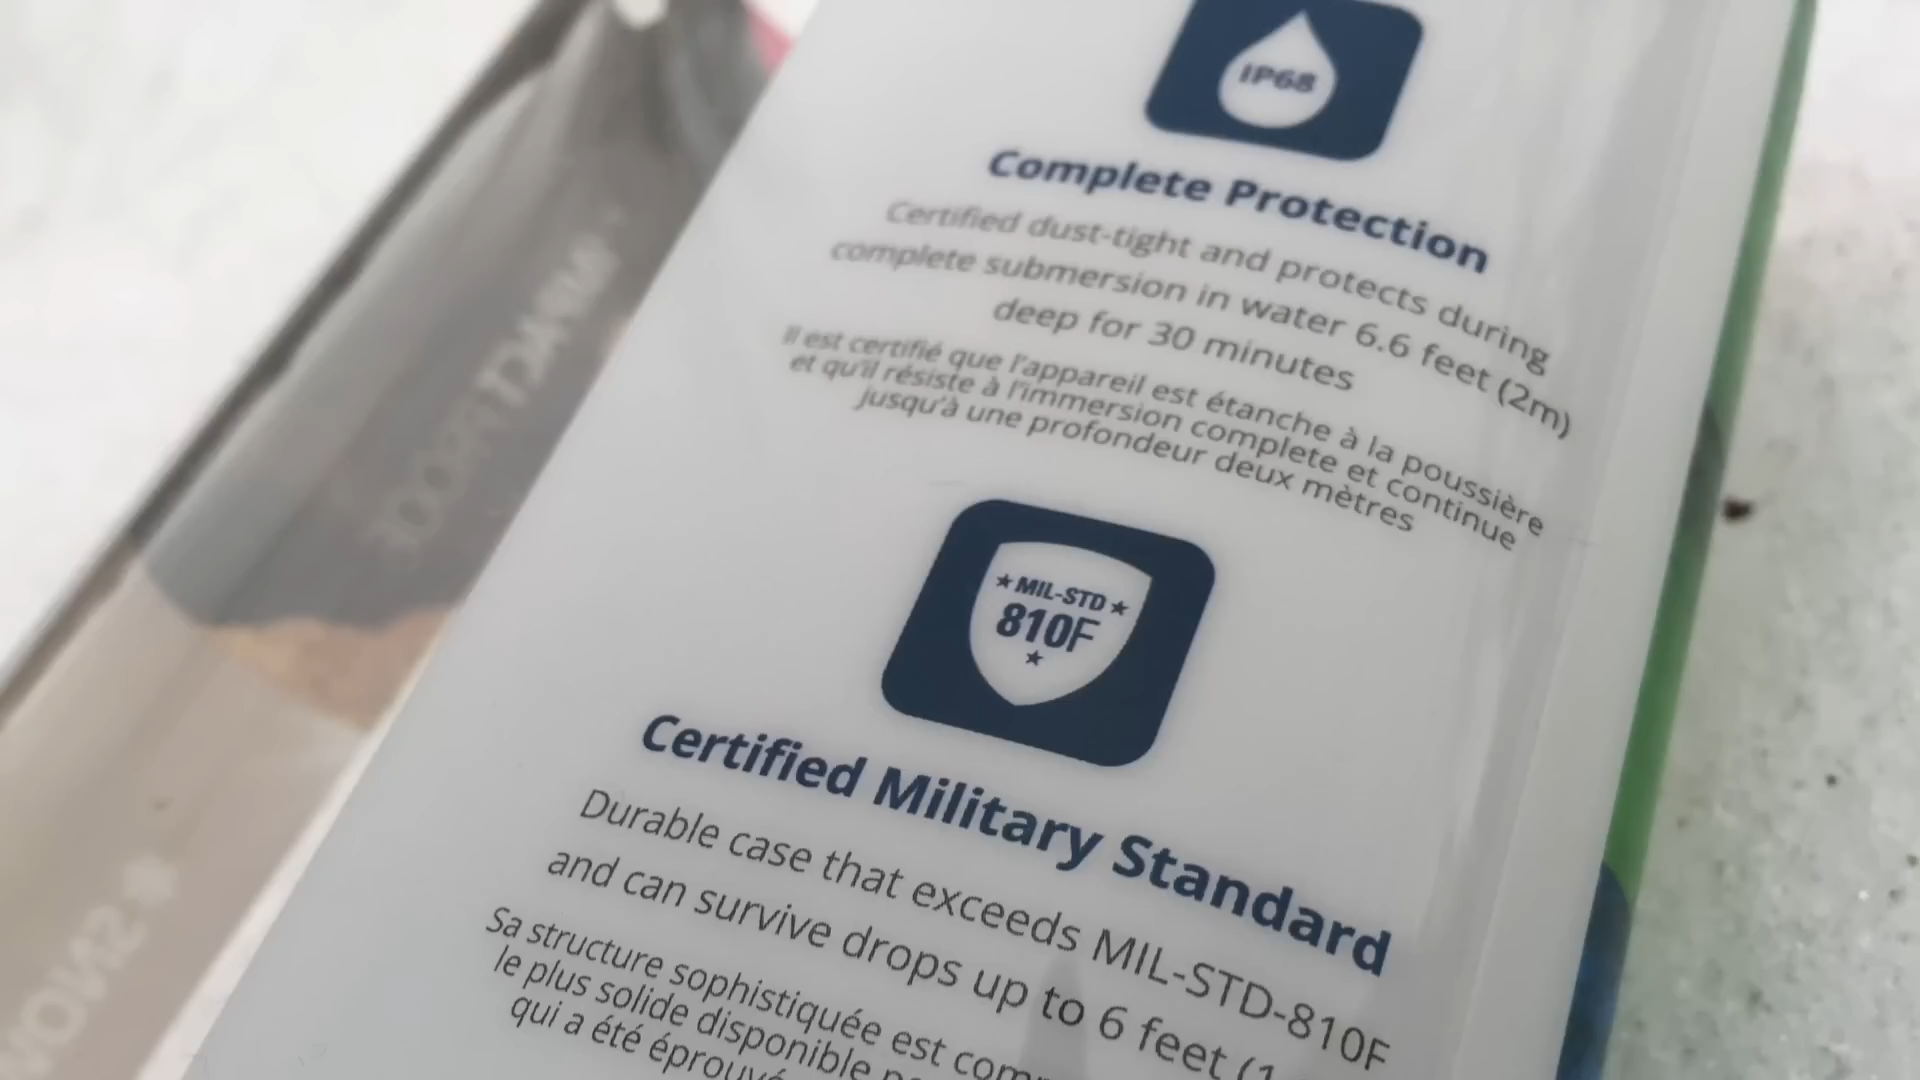 IP68
Complete Protection
Certified dust-tight and protects during
complete submersion in water 6.6 feet (2m)
deep for 30 minutes
Il est certifié que l'appareil est étanche à la poussière
et qu'il résiste à l'immersion complete et continue
jusqu'à une profondeur deux mètres
MIL-STD
810F
Certified Military Standard
Durable case that exceeds MIL-STD-810F
and can survive drops up to 6 feet (1
Sa structure sophistiquée est
le plus solide disponible
qui a été
IMPACT PROOF